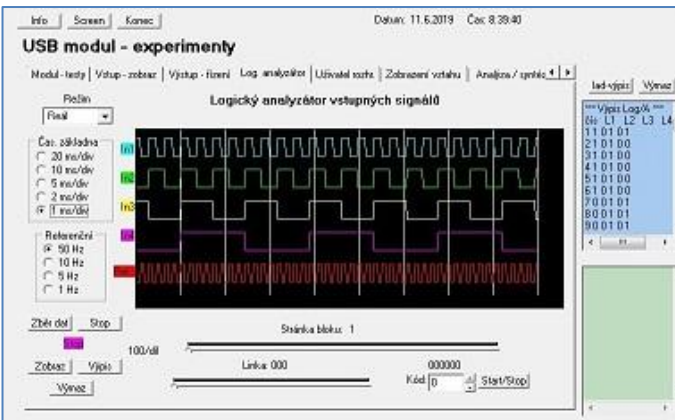 Info Screen Konec
Datum: 11.6.2019 Čas: 8:39:40
USB modul - experimenty
Modul - testy Vstup - zobraz Výstup - řízení Log. analyzátor Uživatel rozhr. Zobrazení vztahu Analýza / syntéz
Režim
Reál
Logický analyzátor vstupných signálů
Čas. základna
20 ms/div
10 ms/div
5 ms/div
2 ms/div
1 ms/div
Referenční
50 Hz
10 Hz
5 Hz
1 Hz
In1
In2
In3
In4
Sběr dat Stop
Stop
Zobraz Výpis
Výmaz
100/díl
Stránka bloku: 1
Linka: 000
000000
Kód: 0 Start/Stop
Jed-výpis Výmaz
*** Výpis Log/A ***
čís L1 L2 L3 L4
1 1 0 1 0 1
2 1 0 1 0 0
3 1 0 1 0 0
4 1 0 1 0 0
5 1 0 1 0 0
6 1 0 1 0 0
7 0 0 1 0 1
8 0 0 1 0 1
9 0 0 1 0 1